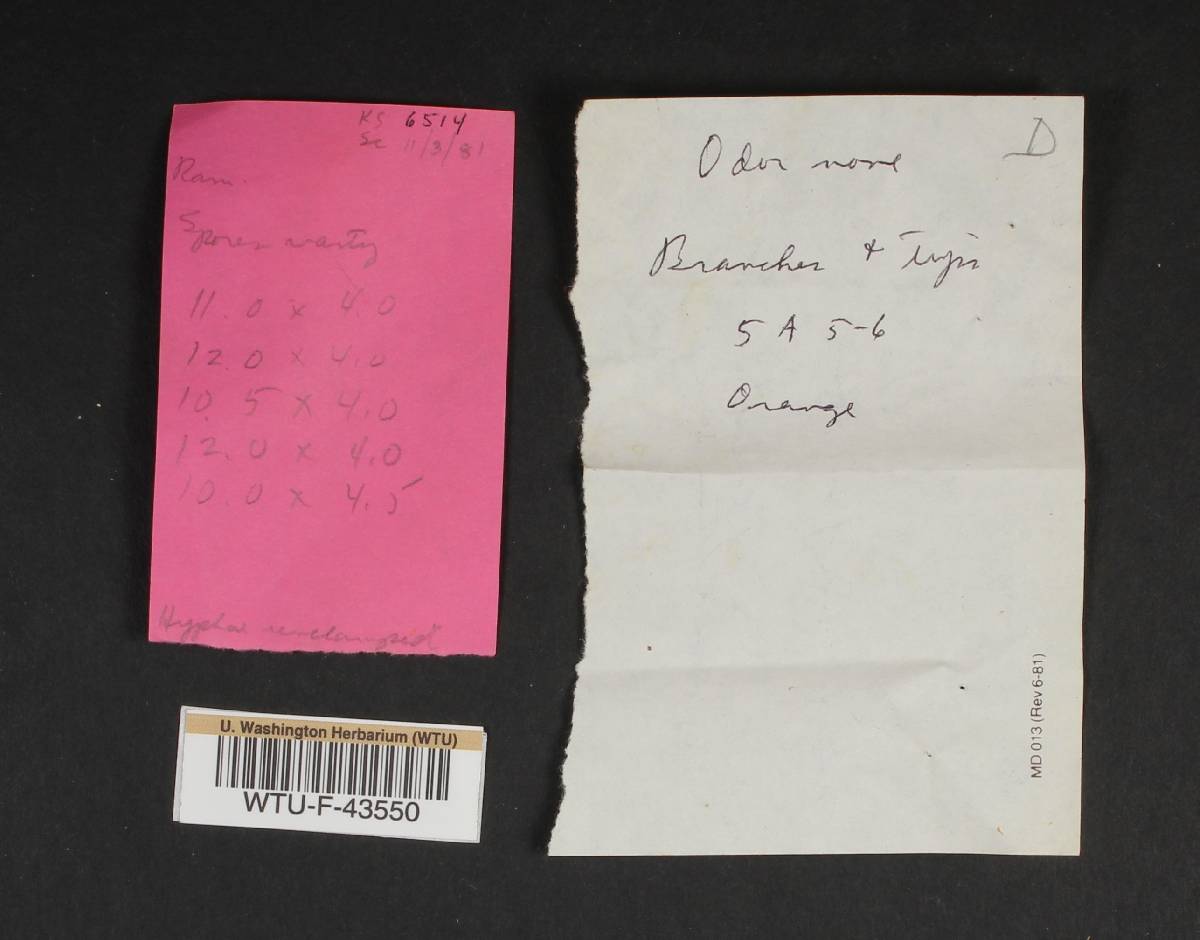 KS 6514
Sc 11/3/81
Ram.
Spores warty
11.0 x 4.0
12.0 x 4.0
10.5 x 4.0
12.0 x 4.0
10.0 x 4.5
Hyphae unclamped
U. Washington Herbarium (WTU)
WTU-F-43550
D
Odor none
Branches + Tips
5 A 5-6
Orange
MD 013 (Rev 6-81)